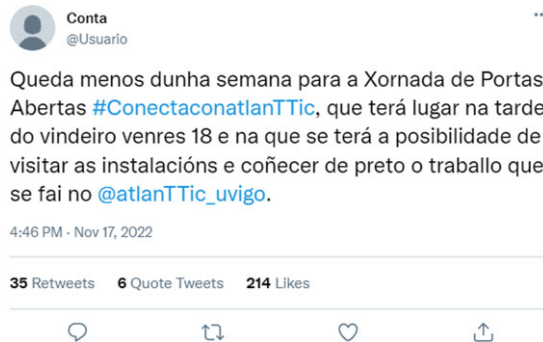 Conta
@Usuario
Queda menos dunha semana para a Xornada de Portas
Abertas #ConectaconatlanTTic, que terá lugar na tarde
do vindeiro venres 18 e na que se terá a posibilidade de
visitar as instalacións e coñecer de preto o traballo que
se fai no @atlanTTic_uvigo.
4:46 PM · Nov 17, 2022
35 Retweets 6 Quote Tweets 214 Likes